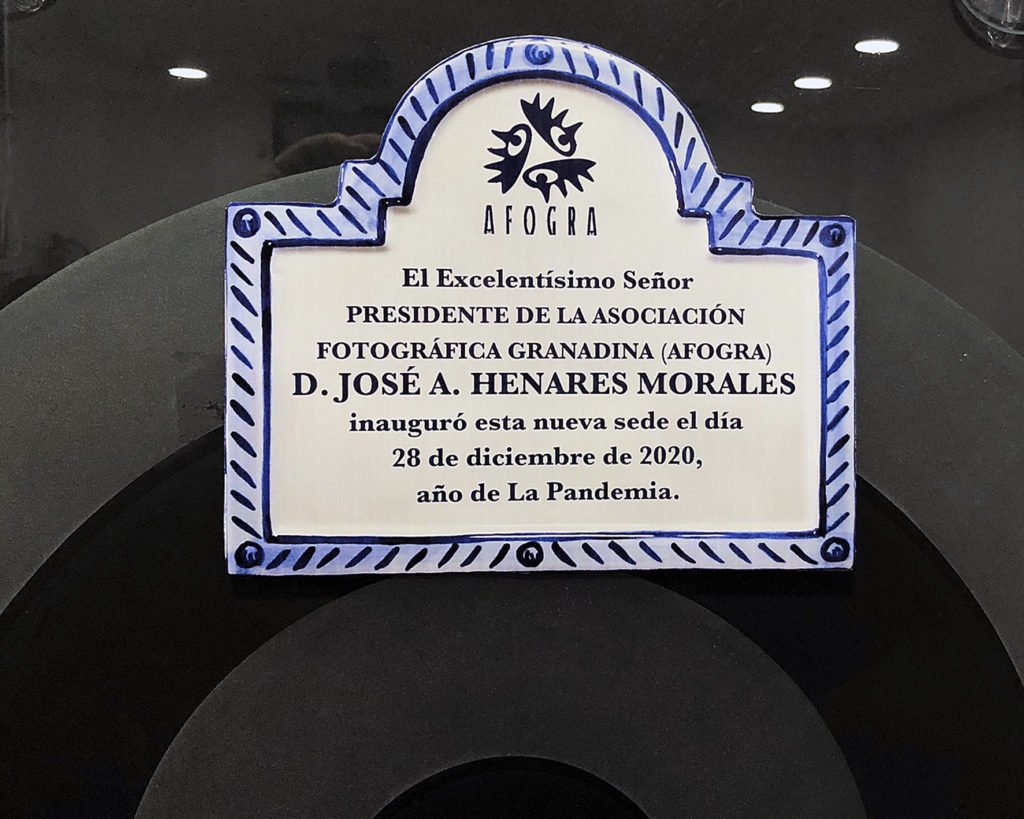 AFOGRA
El Excelentísimo Señor
PRESIDENTE DE LA ASOCIACIÓN
FOTOGRÁFICA GRANADINA (AFOGRA)
D. JOSÉ A. HENARES MORALES
inauguró esta nueva sede el día
28 de diciembre de 2020,
año de La Pandemia.